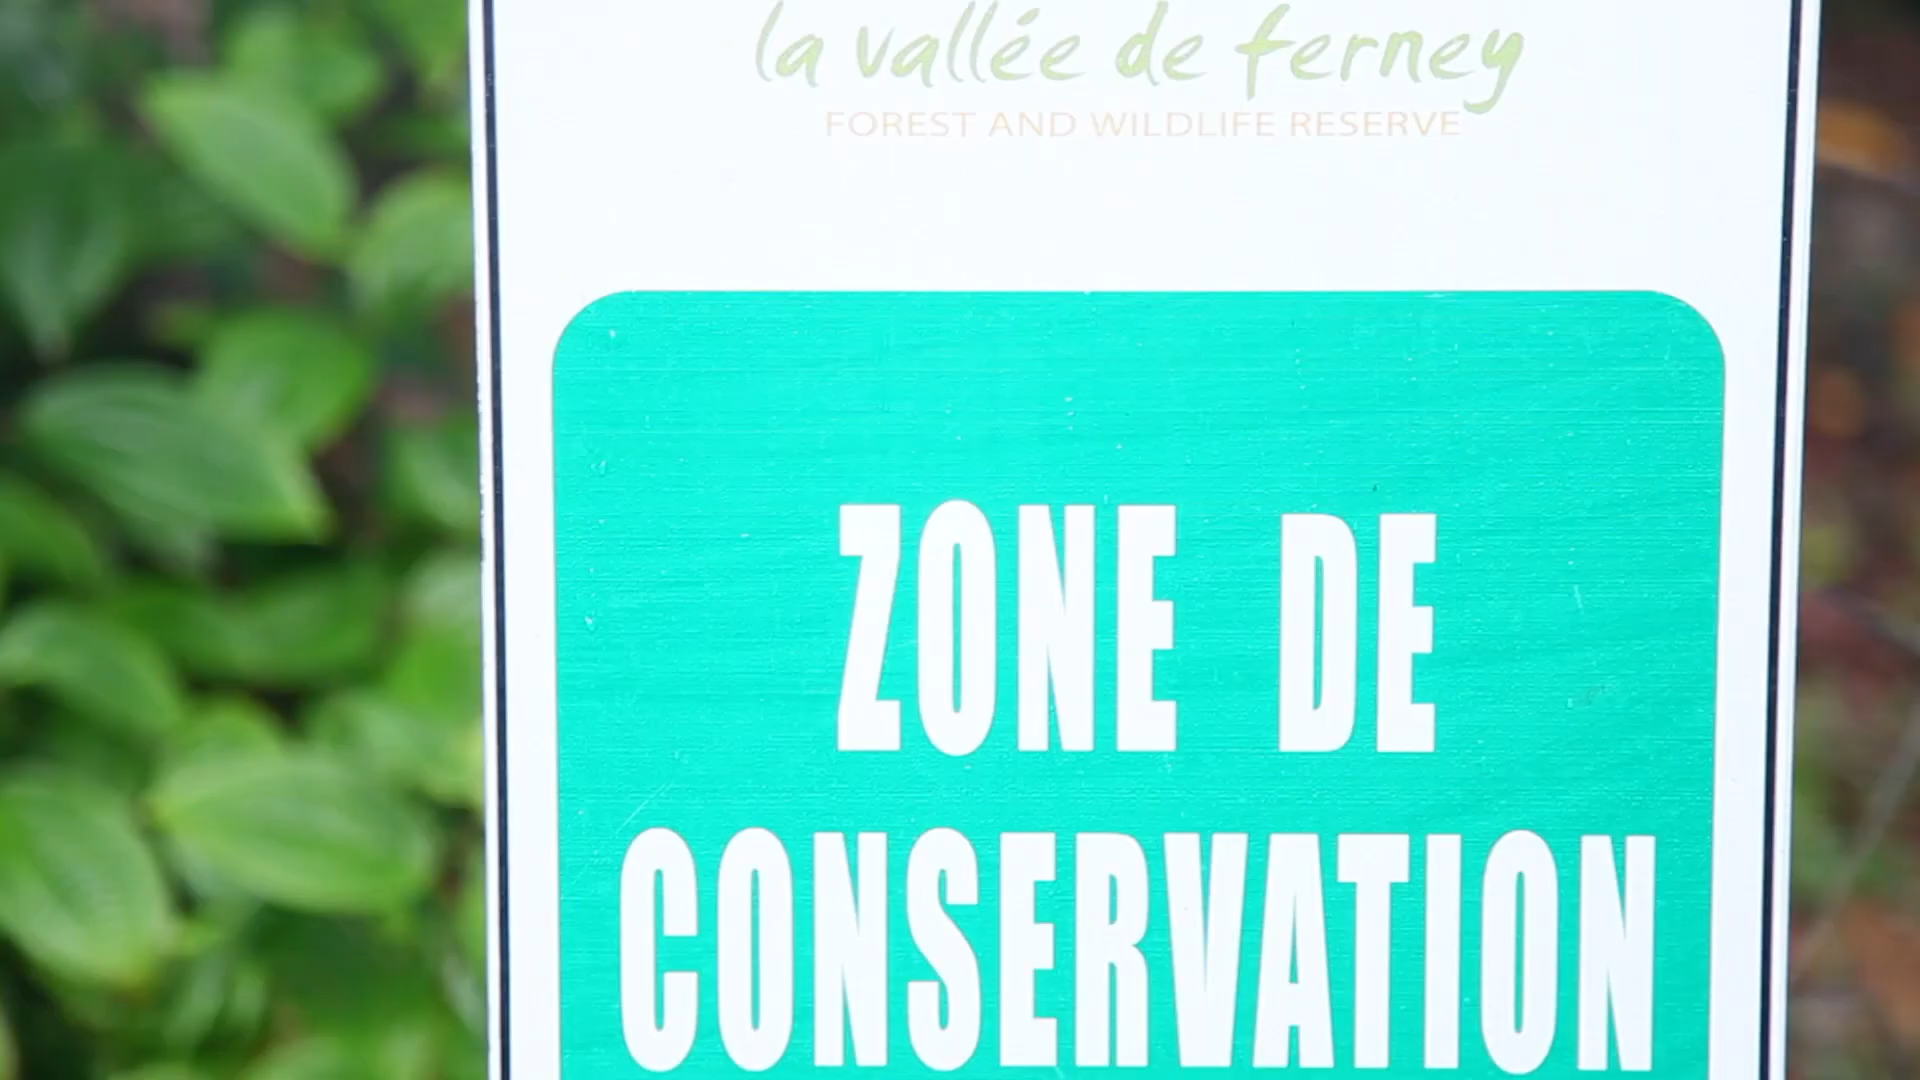 la vallée de ferney
FOREST AND WILDLIFE RESERVE
ZONE DE
CONSERVATION